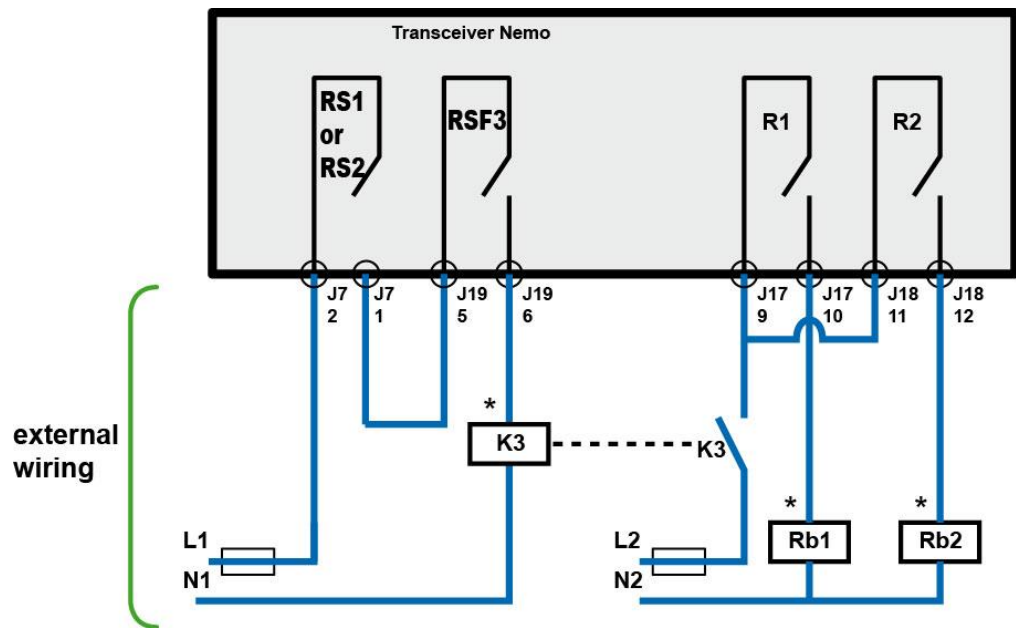 Transceiver Nemo
RS1
or
RS2
RSF3
R1
R2
J7
2
J7
1
J19
5
J19
6
J17
9
J17
10
J18
11
J18
12
*
K3
K3
external
wiring
*
*
L1
N1
L2
N2
Rb1
Rb2